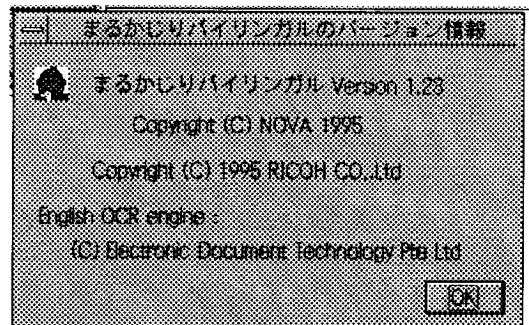 まるかじりバイリンガルのバージョン情報
まるかじりバイリンガル Version 1.23
Copyright (C) NOVA 1995
Copyright (C) 1995 RICOH CO.,Ltd
English OCR engine :
(C) Electronic Document Technology Pte Ltd
OK